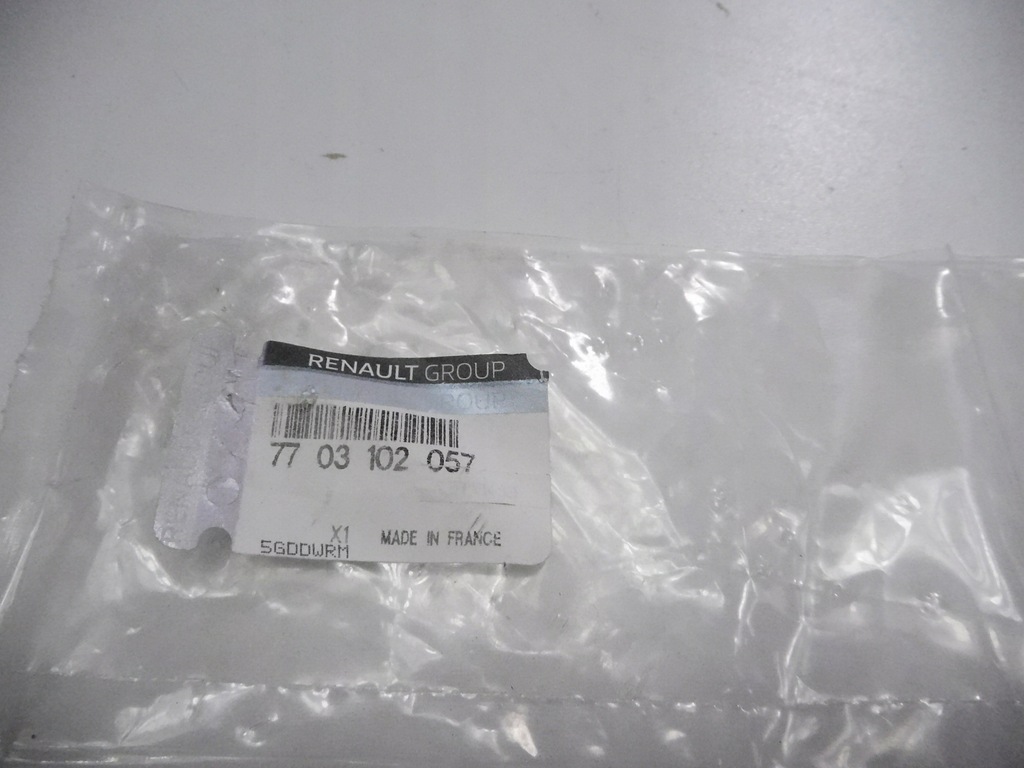 RENAULT GROUP
77 03 102 057
X1 MADE IN FRANCE
5GDDWRM